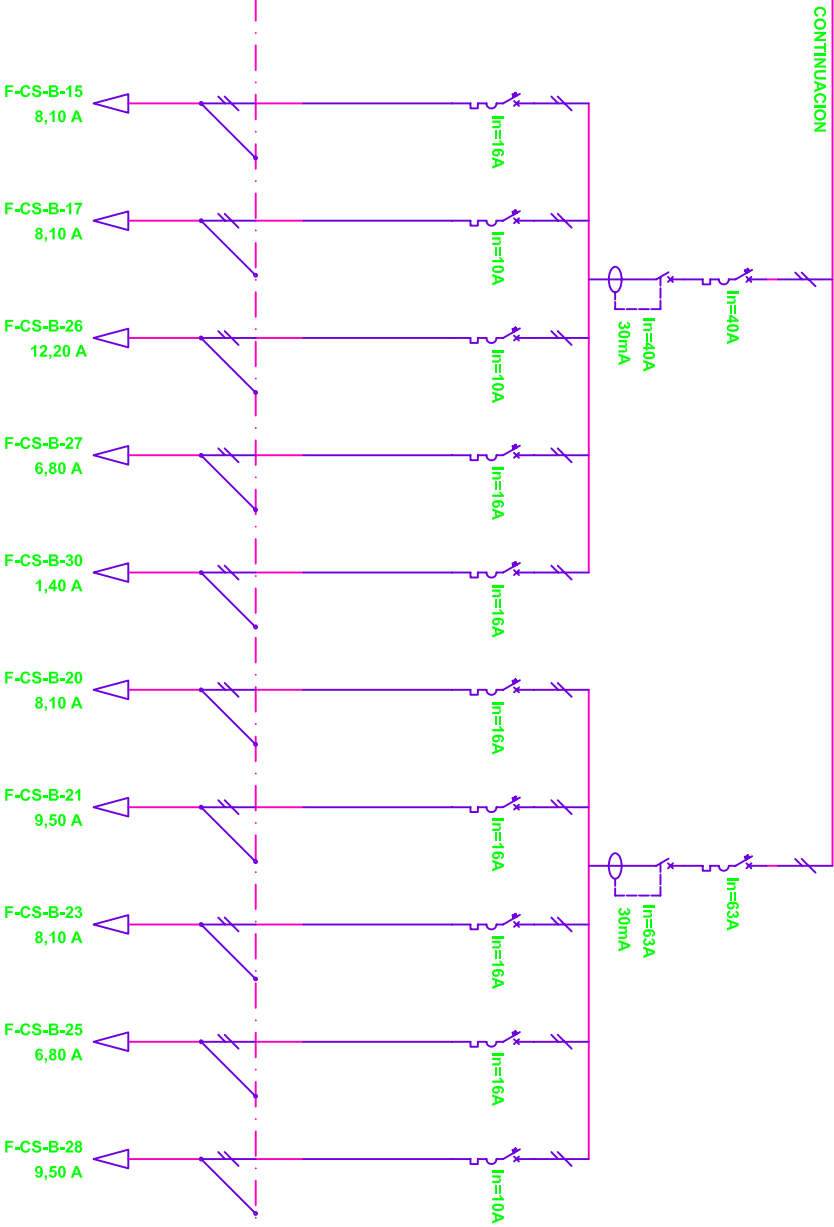 CONTINUACION
F-CS-B-15
8,10 A
In=16A
F-CS-B-17
8,10 A
In=10A
In=40A
30mA
In=40A
F-CS-B-26
12,20 A
In=10A
F-CS-B-27
6,80 A
In=16A
F-CS-B-30
1,40 A
In=16A
F-CS-B-20
8,10 A
In=16A
F-CS-B-21
9,50 A
In=16A
In=63A
30mA
In=63A
F-CS-B-23
8,10 A
In=16A
F-CS-B-25
6,80 A
In=16A
F-CS-B-28
9,50 A
In=10A